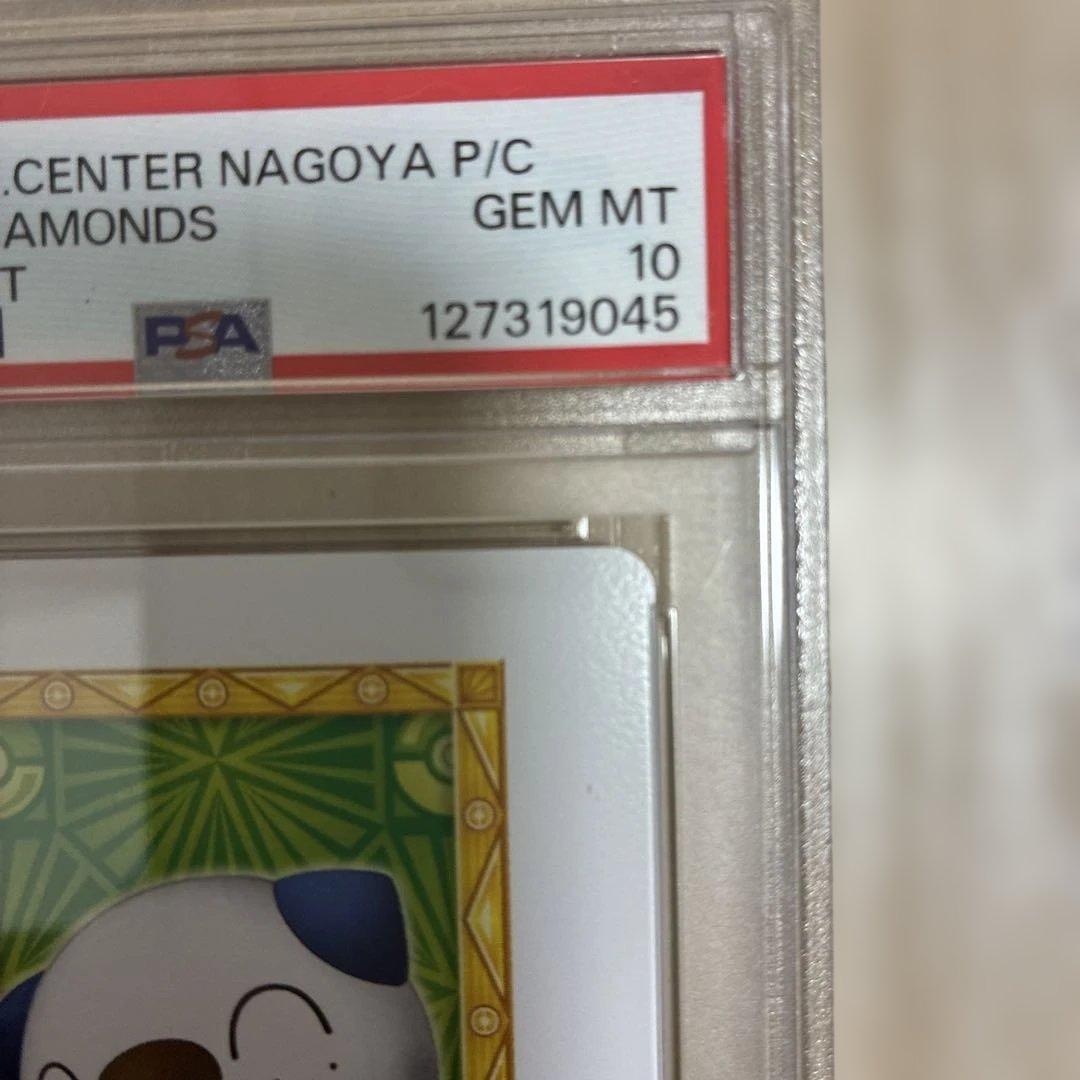 .CENTER NAGOYA P/C
AMONDS GEM MT
T 10
PSA 127319045